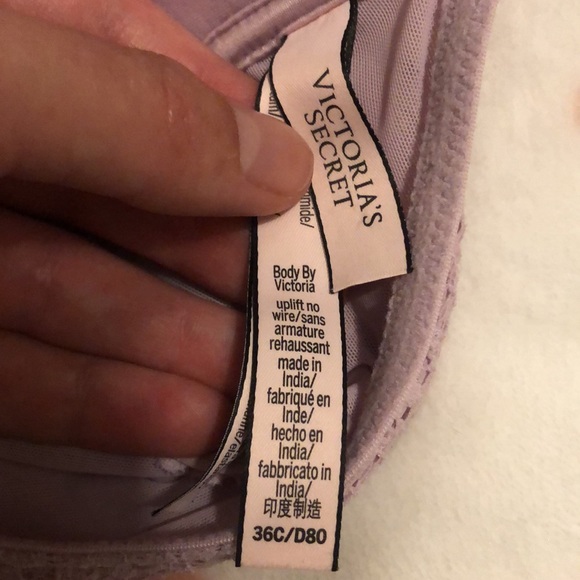 VICTORIA'S
SECRET
Body By
Victoria
uplift no
wire/sans
armature
rehaussant
made in
India/
fabriqué en
Inde/
hecho en
India/
fabbricato in
India/
印度制造
36C/D80